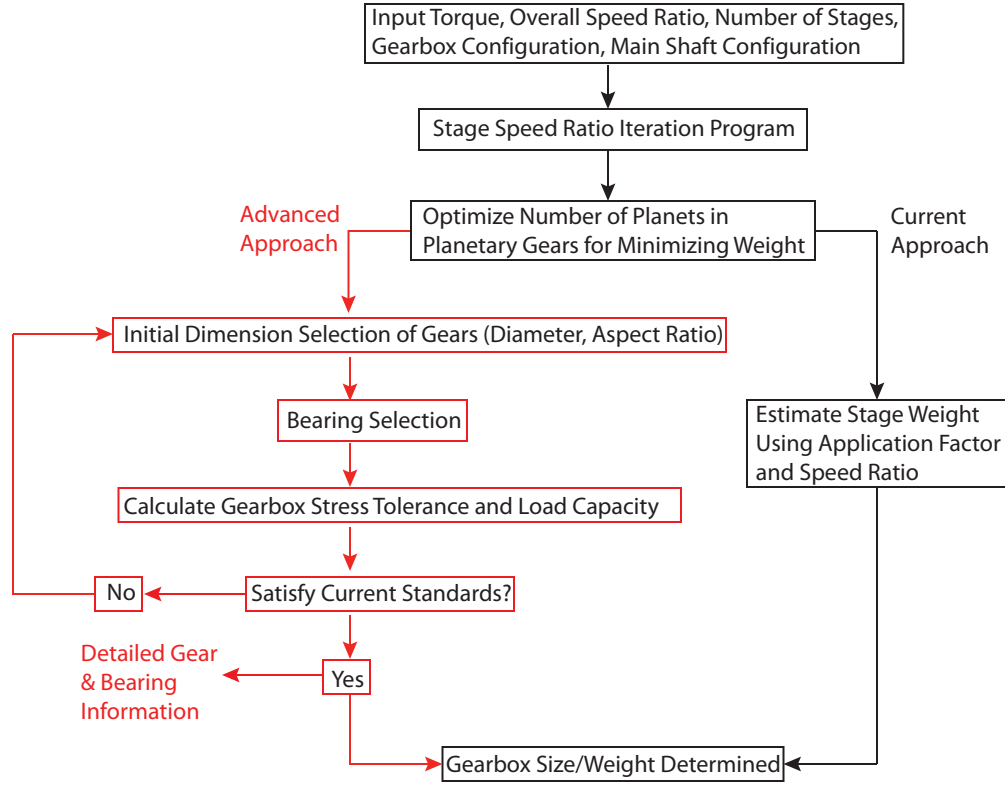 Input Torque, Overall Speed Ratio, Number of Stages,
Gearbox Configuration, Main Shaft Configuration
Stage Speed Ratio Iteration Program
Optimize Number of Planets in
Planetary Gears for Minimizing Weight
Advanced
Approach
Current
Approach
Initial Dimension Selection of Gears (Diameter, Aspect Ratio)
Bearing Selection
Estimate Stage Weight
Using Application Factor
and Speed Ratio
Calculate Gearbox Stress Tolerance and Load Capacity
No
Satisfy Current Standards?
Detailed Gear
& Bearing
Information
Yes
Gearbox Size/Weight Determined